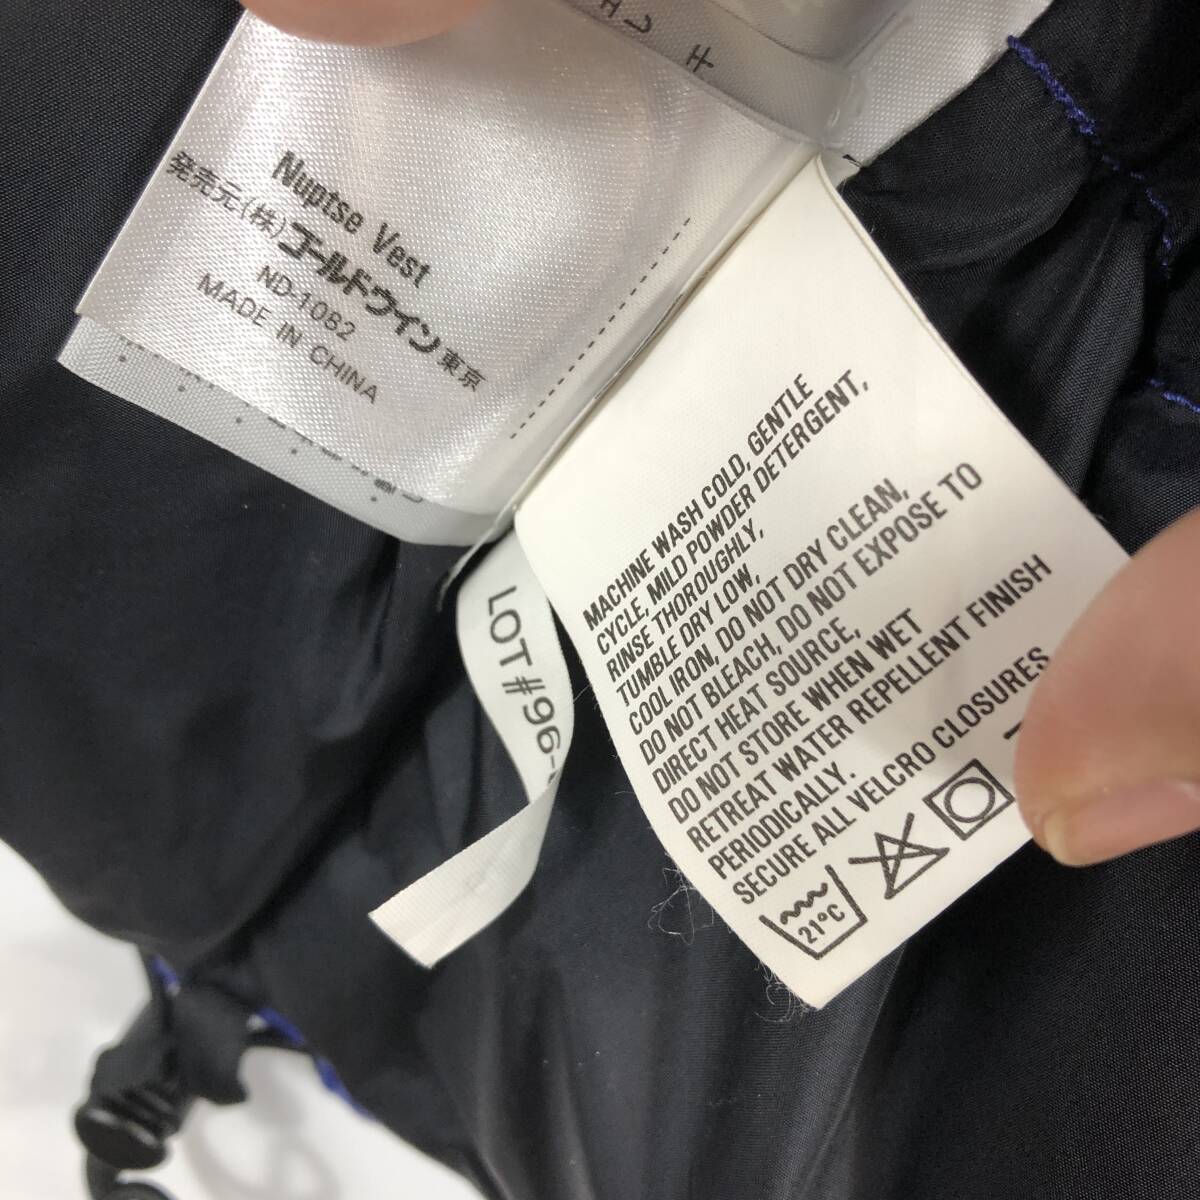 Nuptse Vest
発売元(株)ゴールドウイン東京
ND-1082
MADE IN CHINA
LOT #96-
MACHINE WASH COLD, GENTLE
CYCLE, MILD POWDER DETERGENT,
RINSE THOROUGHLY,
TUMBLE DRY LOW,
COOL IRON, DO NOT DRY CLEAN,
DO NOT BLEACH, DO NOT EXPOSE TO
DIRECT HEAT SOURCE,
DO NOT STORE WHEN WET
RETREAT WATER REPELLENT FINISH
PERIODICALLY.
SECURE ALL VELCRO CLOSURES
21°C